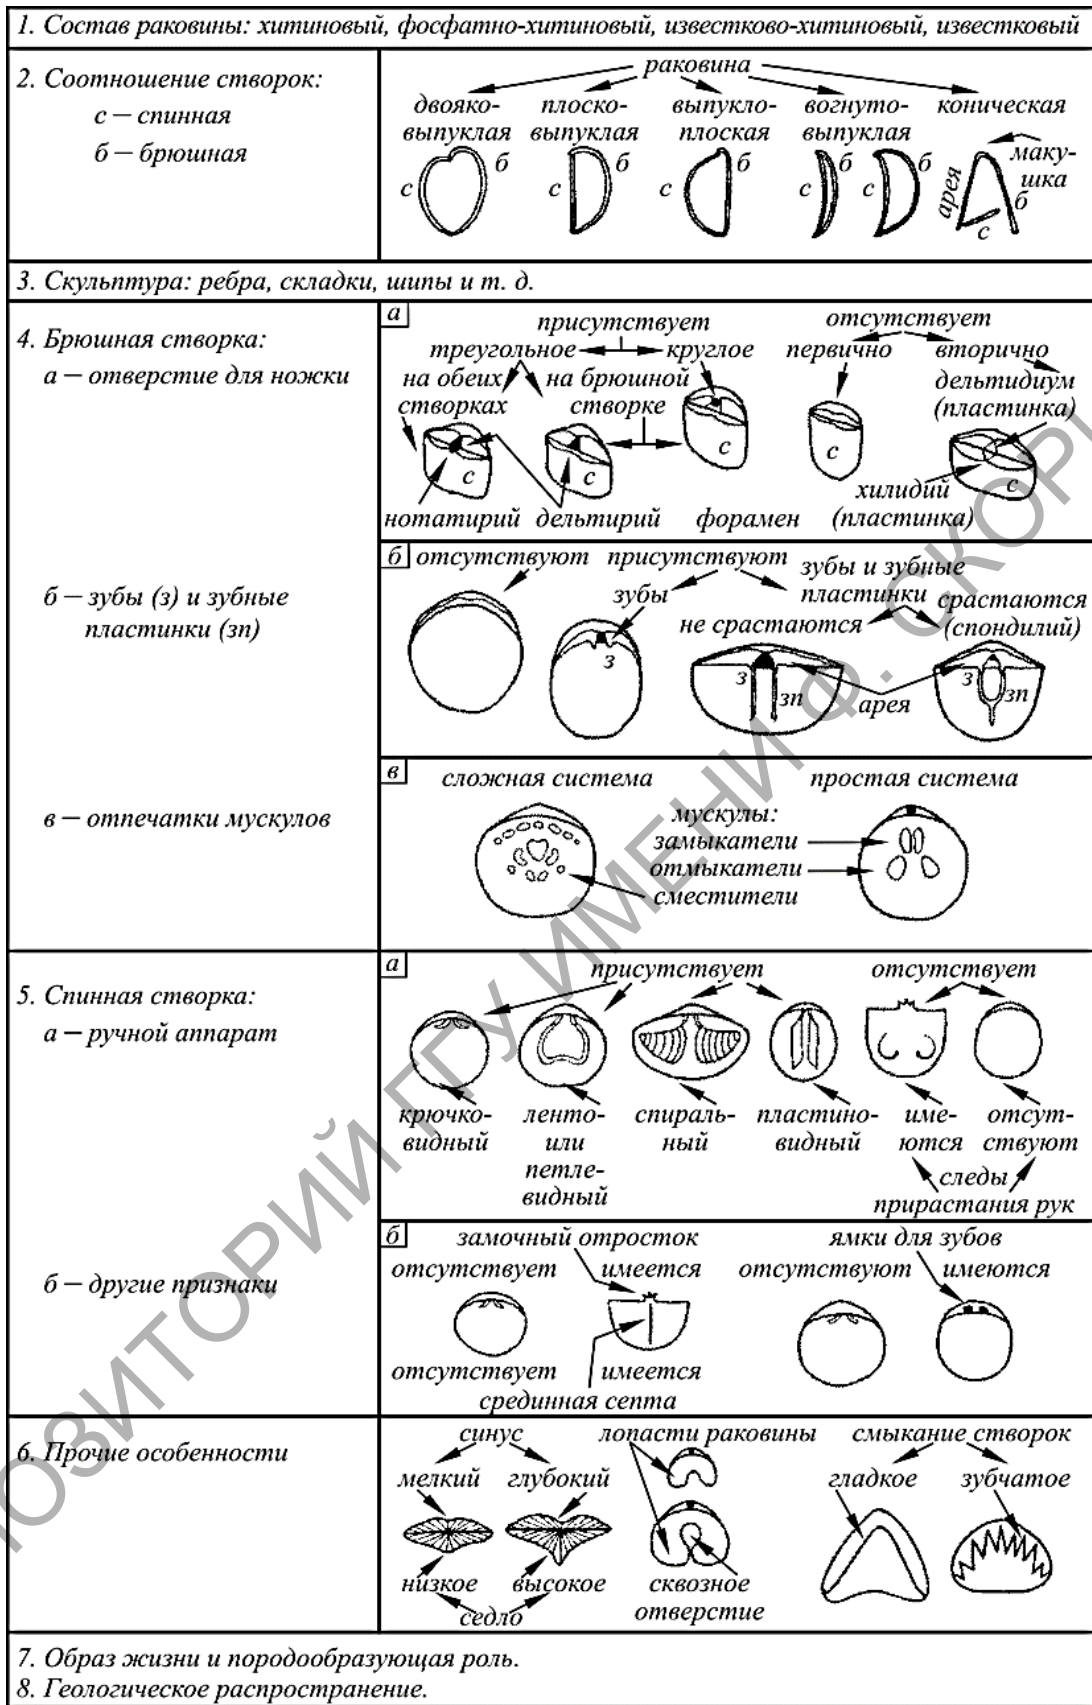 1. Состав раковины: хитиновый, фосфатно-хитиновый, известково-хитиновый, известковый
2. Соотношение створок:
с — спинная
б — брюшная
раковина
двояко-выпуклая
плоско-выпуклая
выпукло-плоская
вогнуто-выпуклая
коническая
с б
с б
с б
с б с б
арея
макушка
б
с
3. Скульптура: ребра, складки, шипы и т. д.
4. Брюшная створка:
а — отверстие для ножки
а
присутствует
отсутствует
треугольное
круглое
первично
вторично
на обеих створках
на брюшной створке
дельтидиум
(пластинка)
с
с
с
с
с
нотатирий
дельтирий
форамен
хилидий
(пластинка)
б — зубы (з) и зубные
пластинки (зп)
б
отсутствуют
присутствуют
зубы
зубы и зубные
пластинки
не срастаются
срастаются
(спондилий)
з
з
зп
арея
з
зп
в — отпечатки мускулов
в
сложная система
простая система
мускулы:
замыкатели
отмыкатели
сместители
5. Спинная створка:
а — ручной аппарат
а
присутствует
отсутствует
крючко-
видный
ленто-
или
петле-
видный
спираль-
ный
пластино-
видный
име-
ются
отсут-
ствуют
следы
прирастания рук
б — другие признаки
б
замочный отросток
ямки для зубов
отсутствует
имеется
отсутствуют
имеются
отсутствует
имеется
срединная септа
6. Прочие особенности
синус
лопасти раковины
смыкание створок
мелкий
глубокий
гладкое
зубчатое
низкое
высокое
седло
сквозное
отверстие
7. Образ жизни и породообразующая роль.
8. Геологическое распространение.
ПОЗИТОРИЙ ГГУ ИМЕНИ Ф. СКОРИ